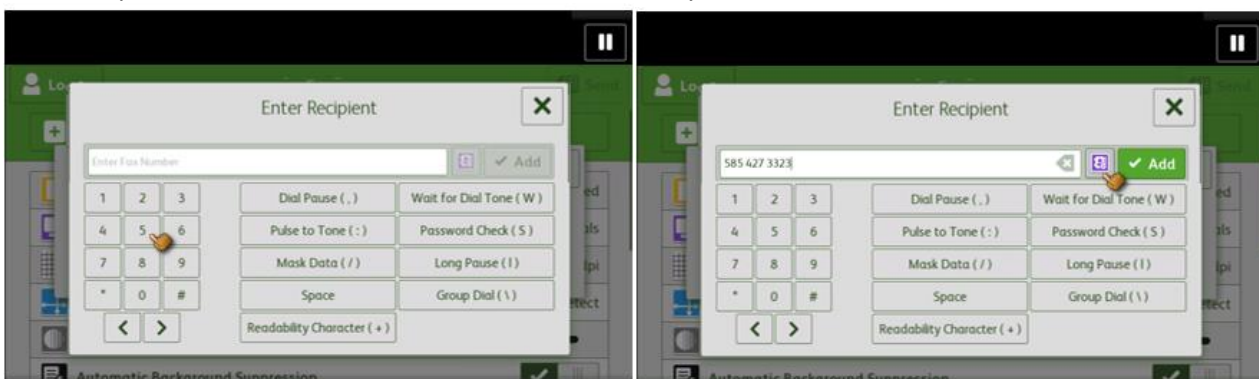 Enter Recipient
Enter Fax Number
Add
1 2 3
Dial Pause ( , )
Wait for Dial Tone ( W )
4 5 6
Pulse to Tone ( : )
Password Check ( S )
7 8 9
Mask Data ( / )
Long Pause ( I )
* 0 #
Space
Group Dial ( \ )
Readability Character ( + )
Automatic Background Suppression
Enter Recipient
585 427 3323
Add
1 2 3
Dial Pause ( , )
Wait for Dial Tone ( W )
4 5 6
Pulse to Tone ( : )
Password Check ( S )
7 8 9
Mask Data ( / )
Long Pause ( I )
* 0 #
Space
Group Dial ( \ )
Readability Character ( + )
Automatic Background Suppression